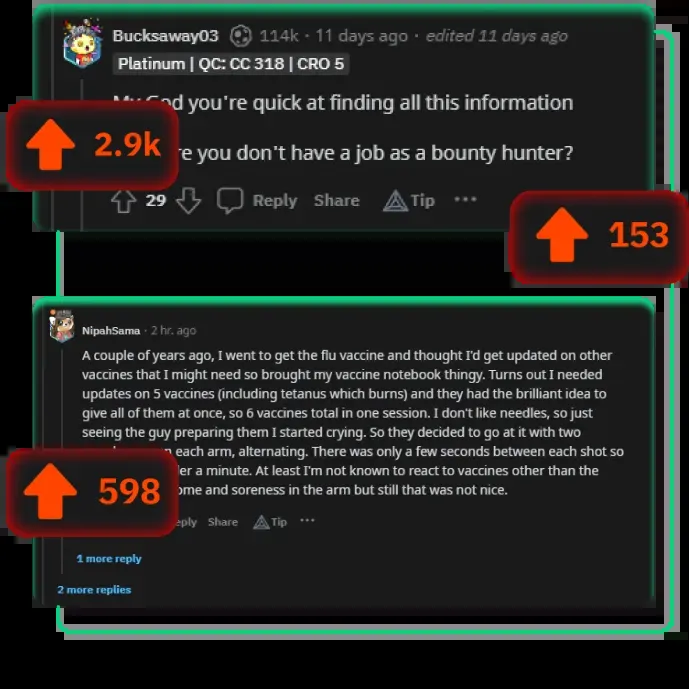 Bucksaway03 114k · 11 days ago · edited 11 days ago
Platinum | QC: CC 318 | CRO 5
My God you're quick at finding all this information
2.9k
re you don't have a job as a bounty hunter?
29 Reply Share Tip ...
153
NipahSama · 2 hr. ago
A couple of years ago, I went to get the flu vaccine and thought I'd get updated on other
vaccines that I might need so brought my vaccine notebook thingy. Turns out I needed
updates on 5 vaccines (including tetanus which burns) and they had the brilliant idea to
give all of them at once, so 6 vaccines total in one session. I don't like needles, so just
seeing the guy preparing them I started crying. So they decided to go at it with two
each arm, alternating. There was only a few seconds between each shot so
der a minute. At least I'm not known to react to vaccines other than the
598
ome and soreness in the arm but still that was not nice.
eply Share Tip ...
1 more reply
2 more replies